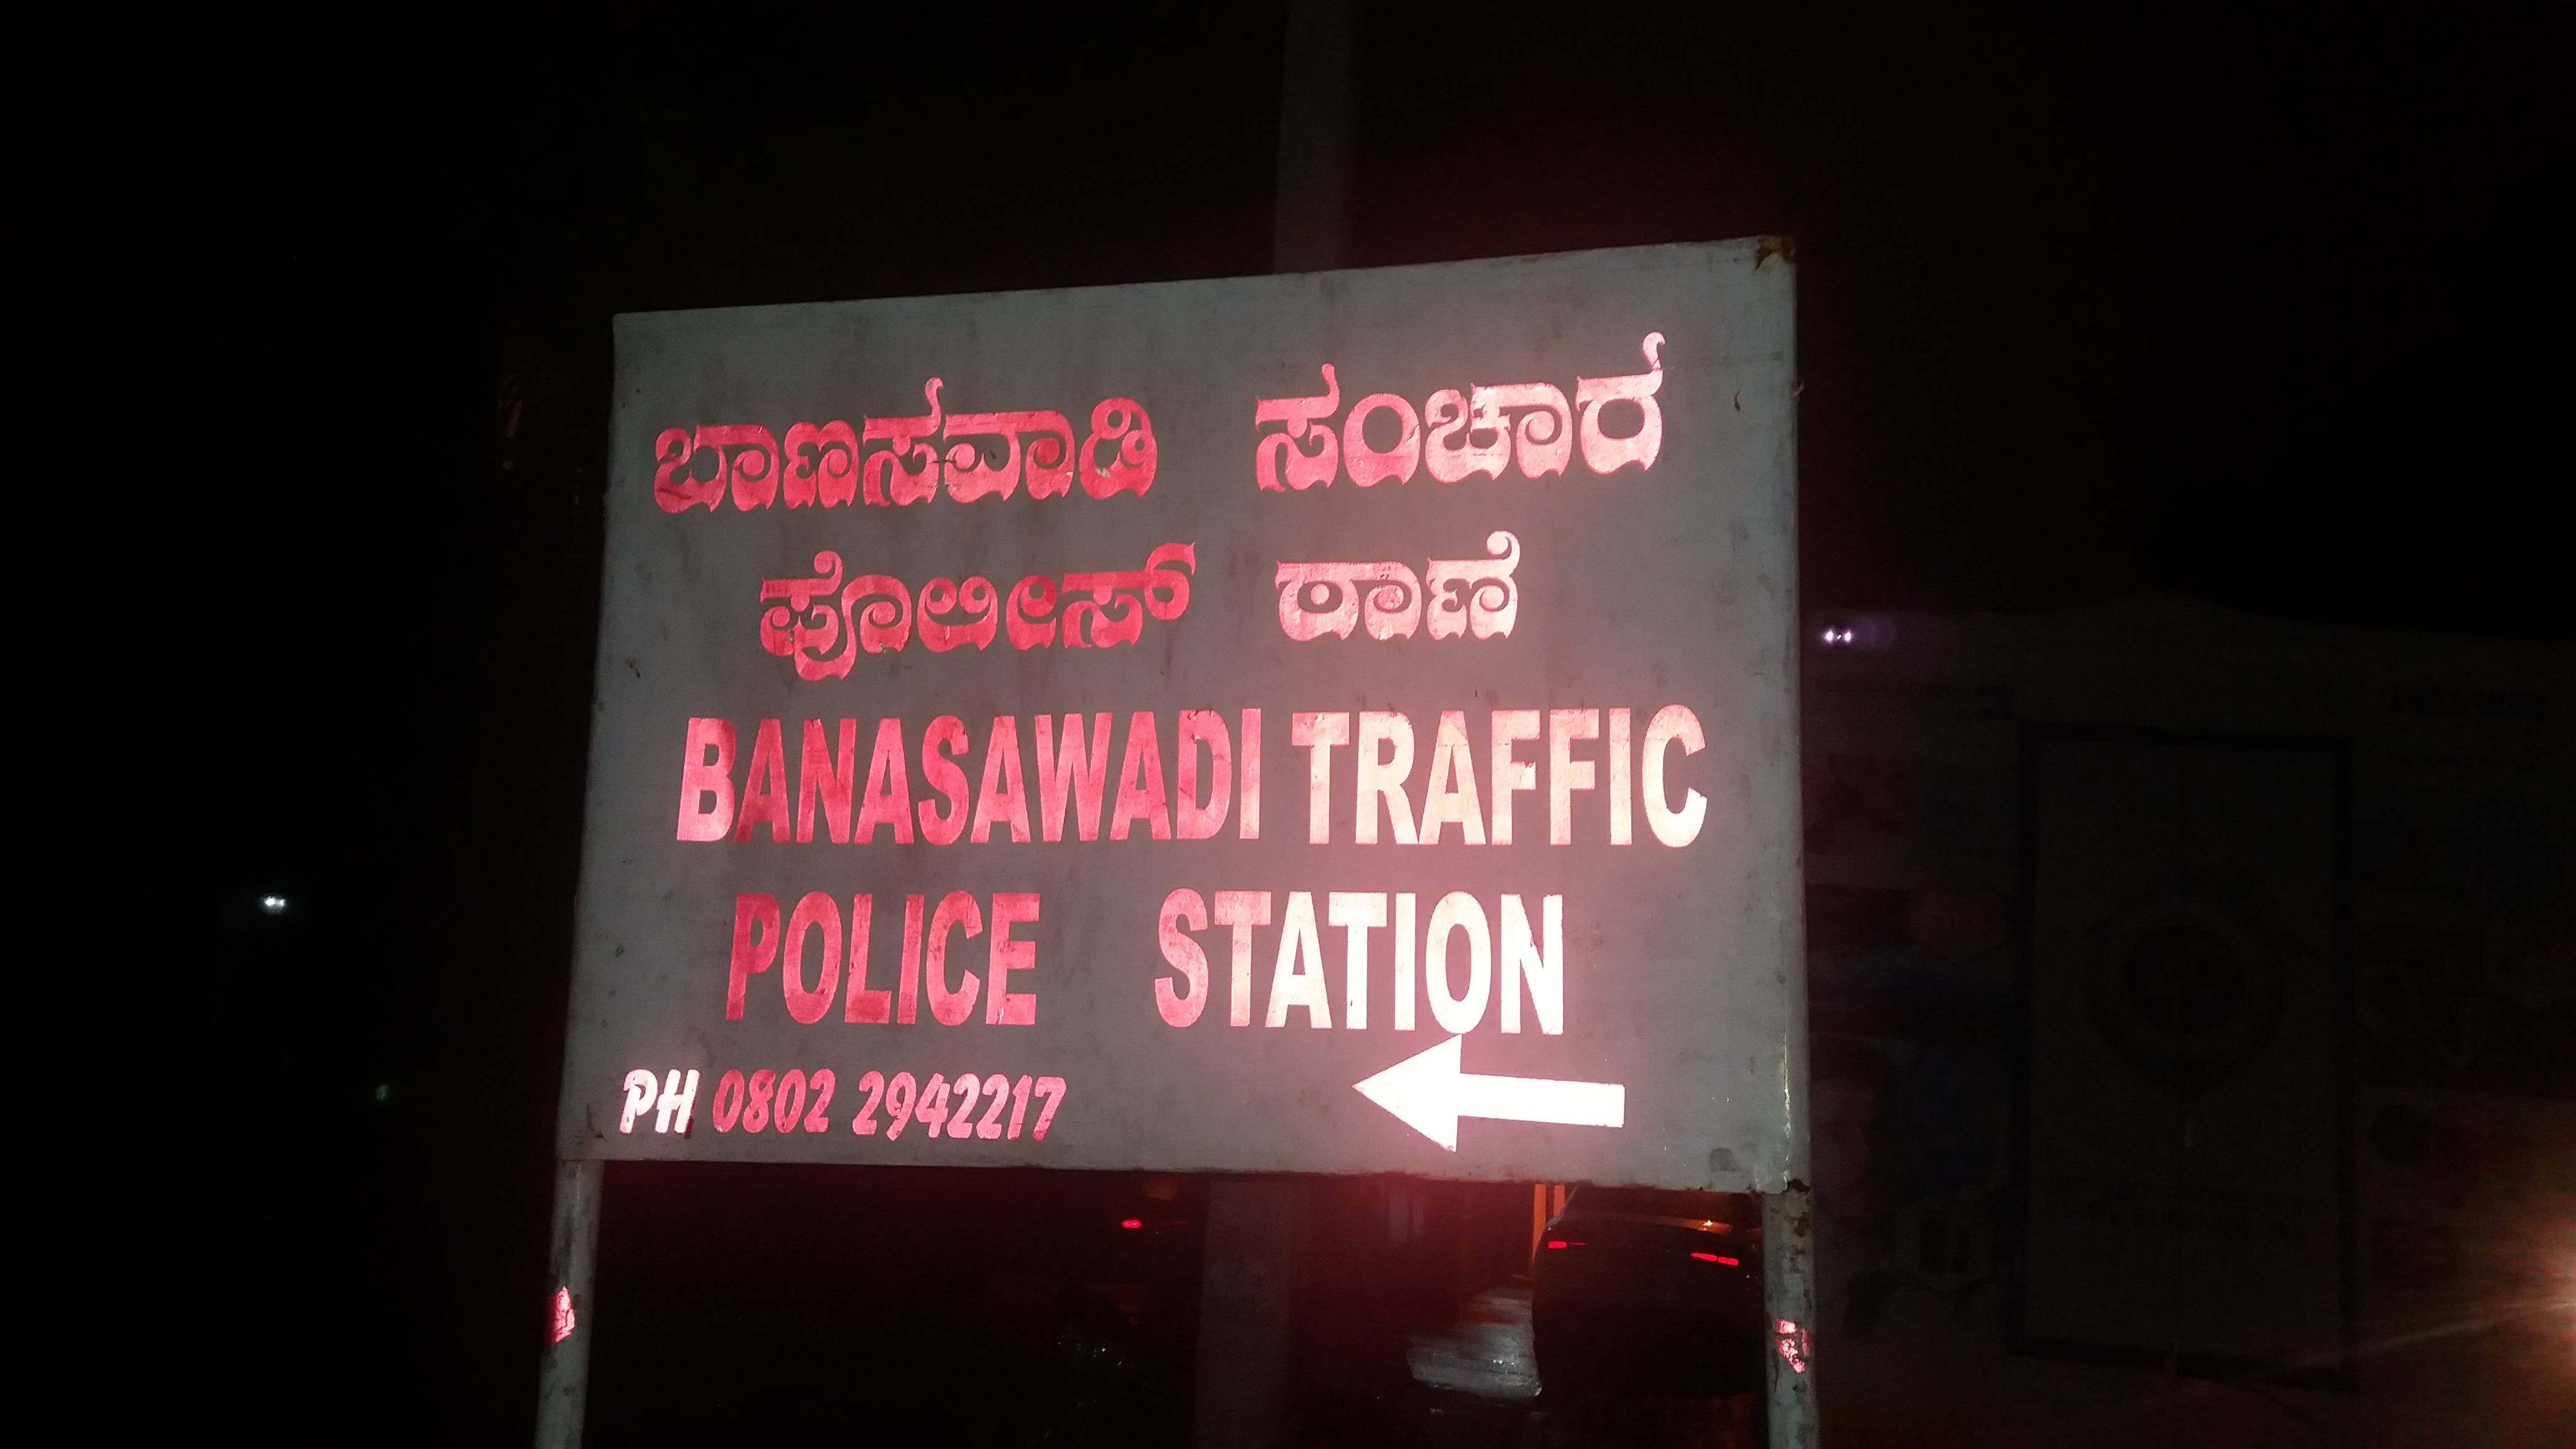 ಬಾಣಸವಾಡಿ ಸಂಚಾರ
ಪೊಲೀಸ್ ಠಾಣೆ
BANASAWADI TRAFFIC
POLICE STATION
PH 0802 2942217